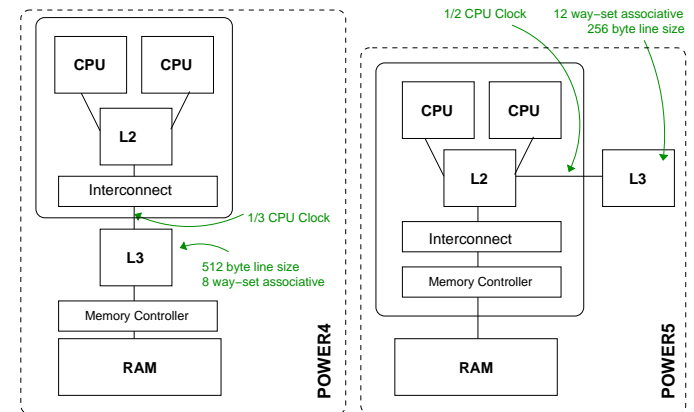 CPU
CPU
L2
Interconnect
1/3 CPU Clock
L3
512 byte line size
8 way−set associative
Memory Controller
RAM
POWER4
1/2 CPU Clock
12 way−set associative
256 byte line size
CPU
CPU
L2
L3
Interconnect
Memory Controller
RAM
POWER5